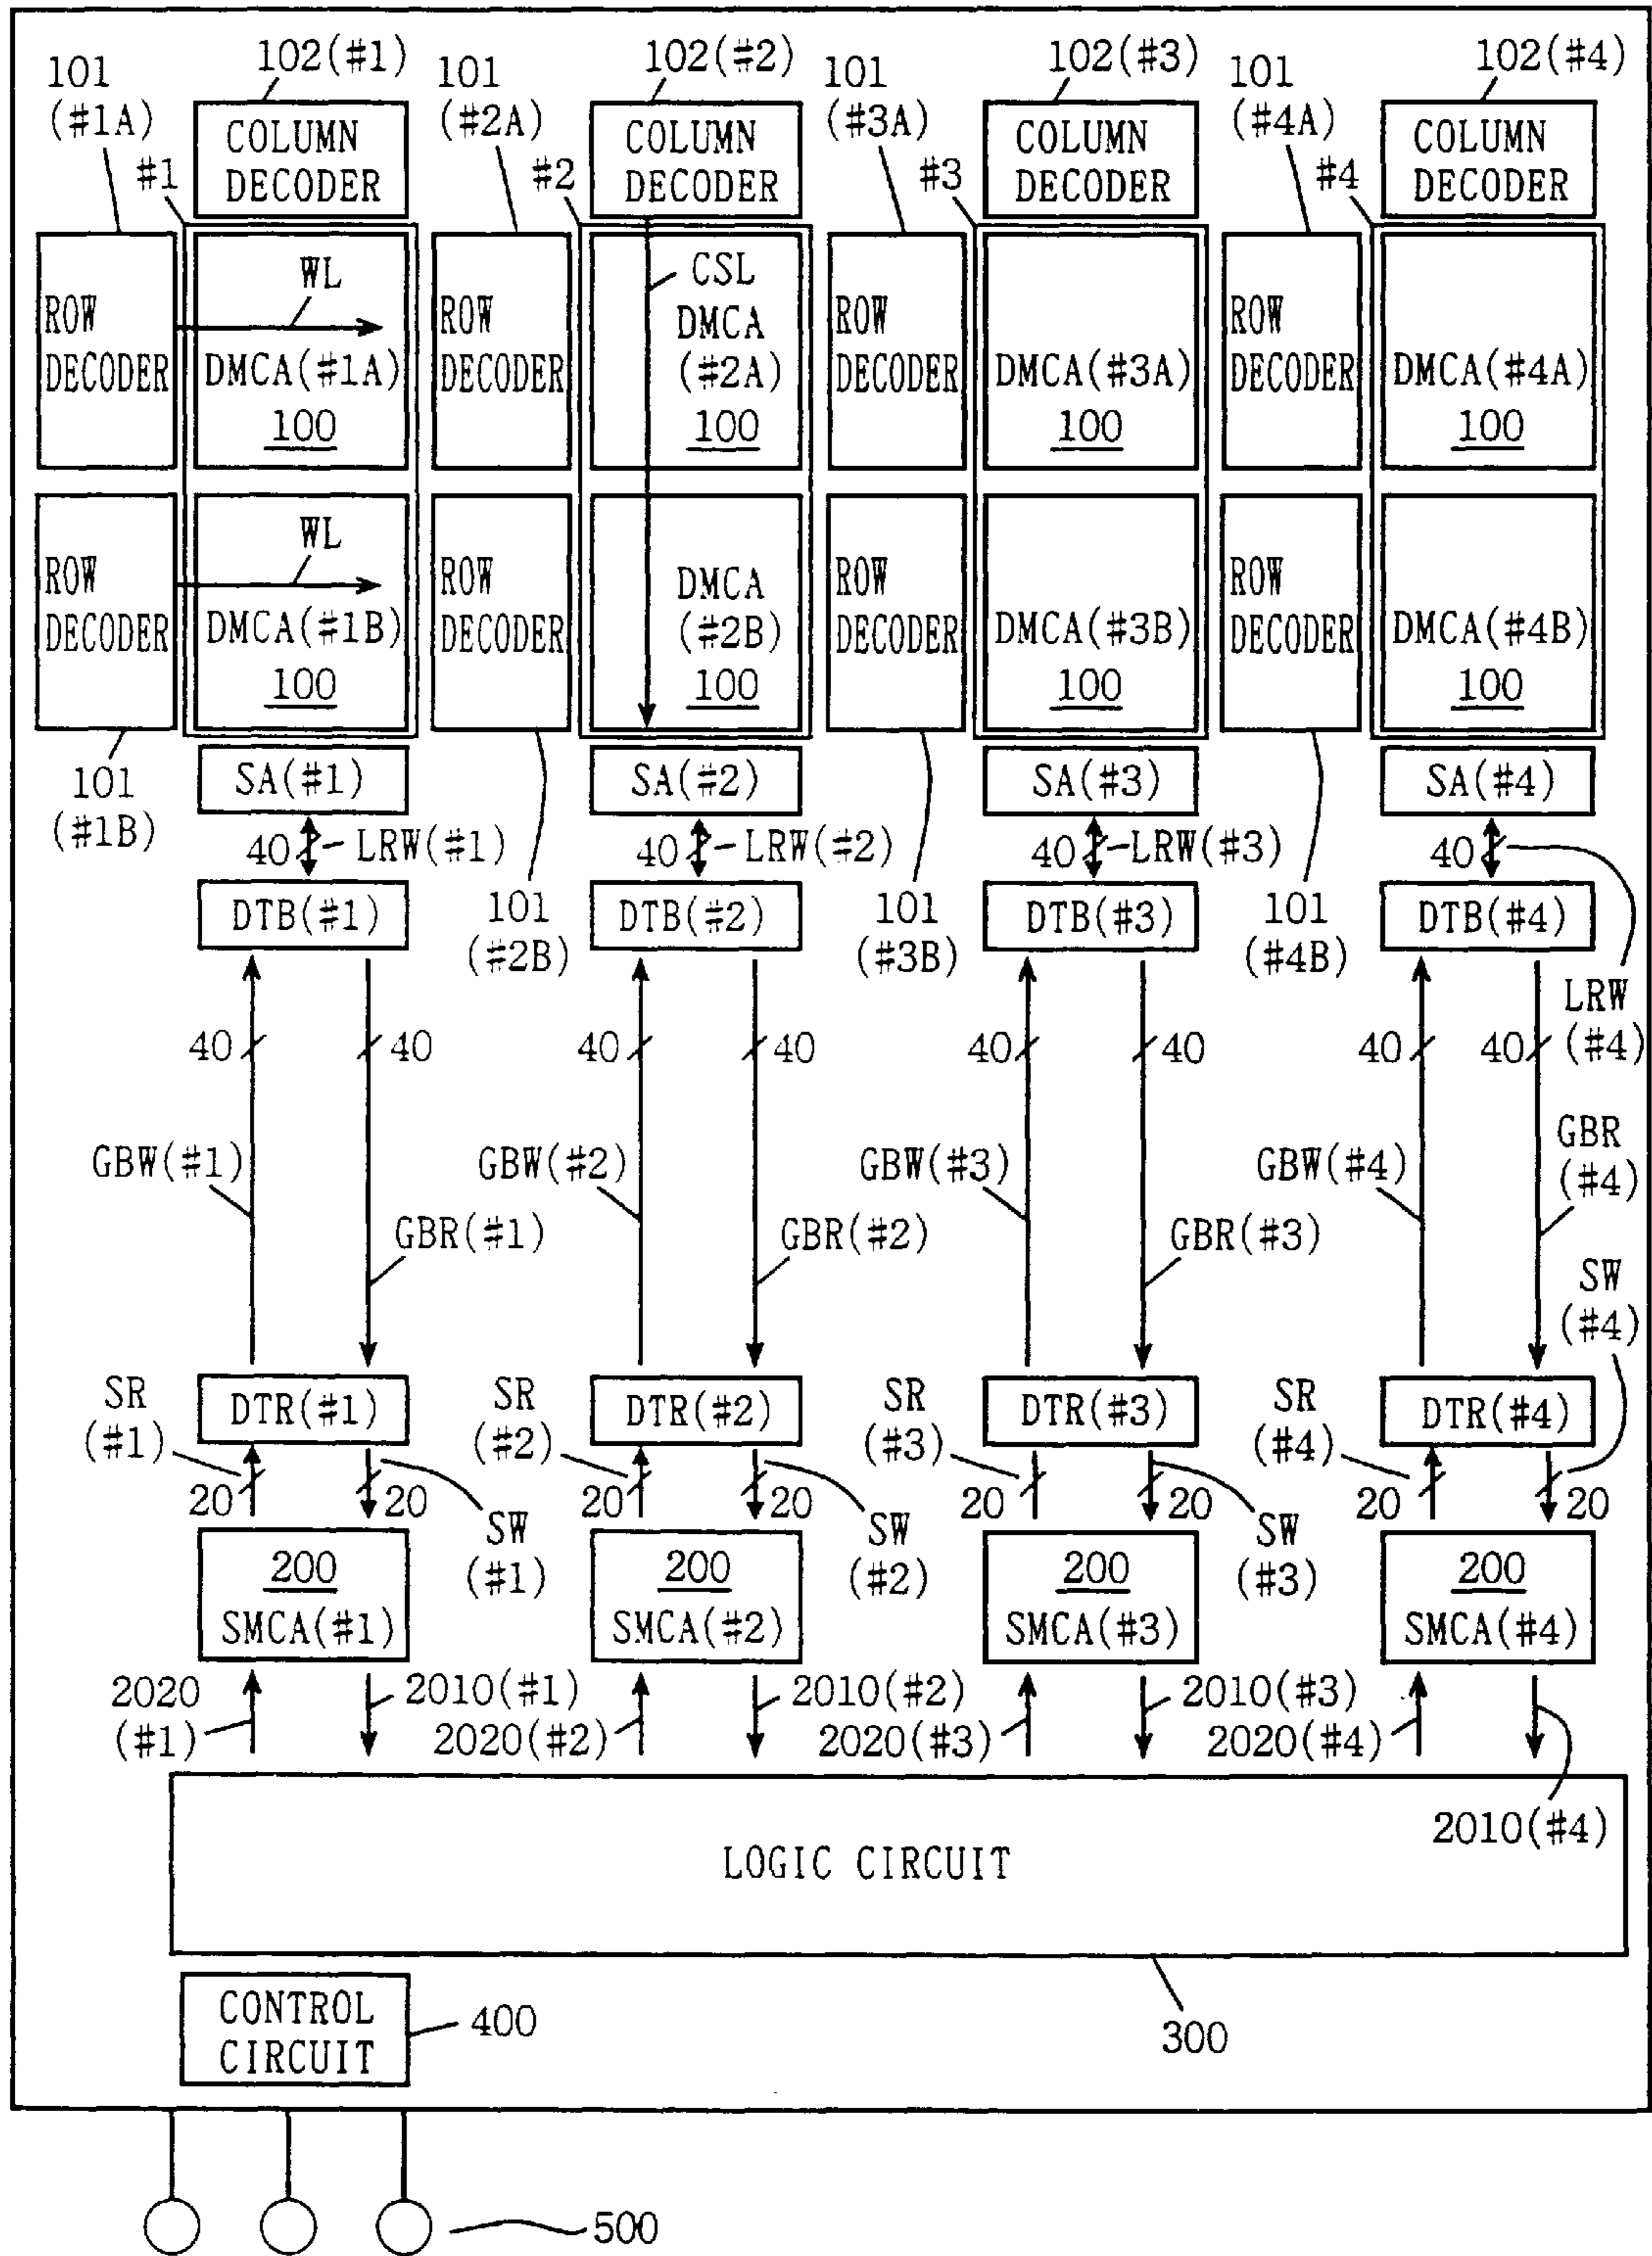 102(#1)
102(#2)
102(#3)
102(#4)
101
(#1A)
101
(#2A)
101
(#3A)
101
(#4A)
COLUMN
DECODER
COLUMN
DECODER
COLUMN
DECODER
COLUMN
DECODER
#1
#2
#3
#4
ROW
DECODER
WL
DMCA(#1A)
100
ROW
DECODER
CSL
DMCA
(#2A)
100
ROW
DECODER
DMCA(#3A)
100
ROW
DECODER
DMCA(#4A)
100
ROW
DECODER
WL
DMCA(#1B)
100
ROW
DECODER
DMCA
(#2B)
100
ROW
DECODER
DMCA(#3B)
100
ROW
DECODER
DMCA(#4B)
100
101
(#1B)
SA(#1)
SA(#2)
SA(#3)
SA(#4)
40
LRW(#1)
40
LRW(#2)
40
LRW(#3)
40
DTB(#1)
101
(#2B)
DTB(#2)
101
(#3B)
DTB(#3)
101
(#4B)
DTB(#4)
LRW
(#4)
40
40
40
40
40
40
40
40
GBW(#1)
GBW(#2)
GBW(#3)
GBW(#4)
GBR
(#4)
GBR(#1)
GBR(#2)
GBR(#3)
SW
(#4)
SR
(#1)
DTR(#1)
SR
(#2)
DTR(#2)
SR
(#3)
DTR(#3)
SR
(#4)
DTR(#4)
20
20
20
20
20
20
20
20
SW
(#1)
SW
(#2)
SW
(#3)
200
SMCA(#1)
200
SMCA(#2)
200
SMCA(#3)
200
SMCA(#4)
2020
(#1)
2010(#1)
2020(#2)
2010(#2)
2020(#3)
2010(#3)
2020(#4)
2010(#4)
LOGIC CIRCUIT
300
CONTROL
CIRCUIT
400
500